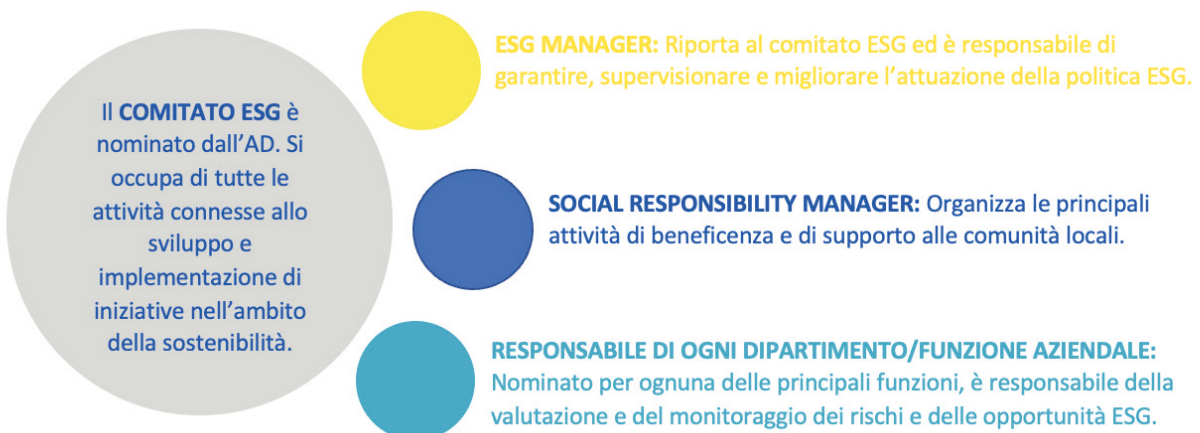 Il COMITATO ESG è
nominato dall’AD. Si
occupa di tutte le
attività connesse allo
sviluppo e
implementazione di
iniziative nell’ambito
della sostenibilità.
ESG MANAGER: Riporta al comitato ESG ed è responsabile di
garantire, supervisionare e migliorare l’attuazione della politica ESG.
SOCIAL RESPONSIBILITY MANAGER: Organizza le principali
attività di beneficenza e di supporto alle comunità locali.
RESPONSABILE DI OGNI DIPARTIMENTO/FUNZIONE AZIENDALE:
Nominato per ognuna delle principali funzioni, è responsabile della
valutazione e del monitoraggio dei rischi e delle opportunità ESG.